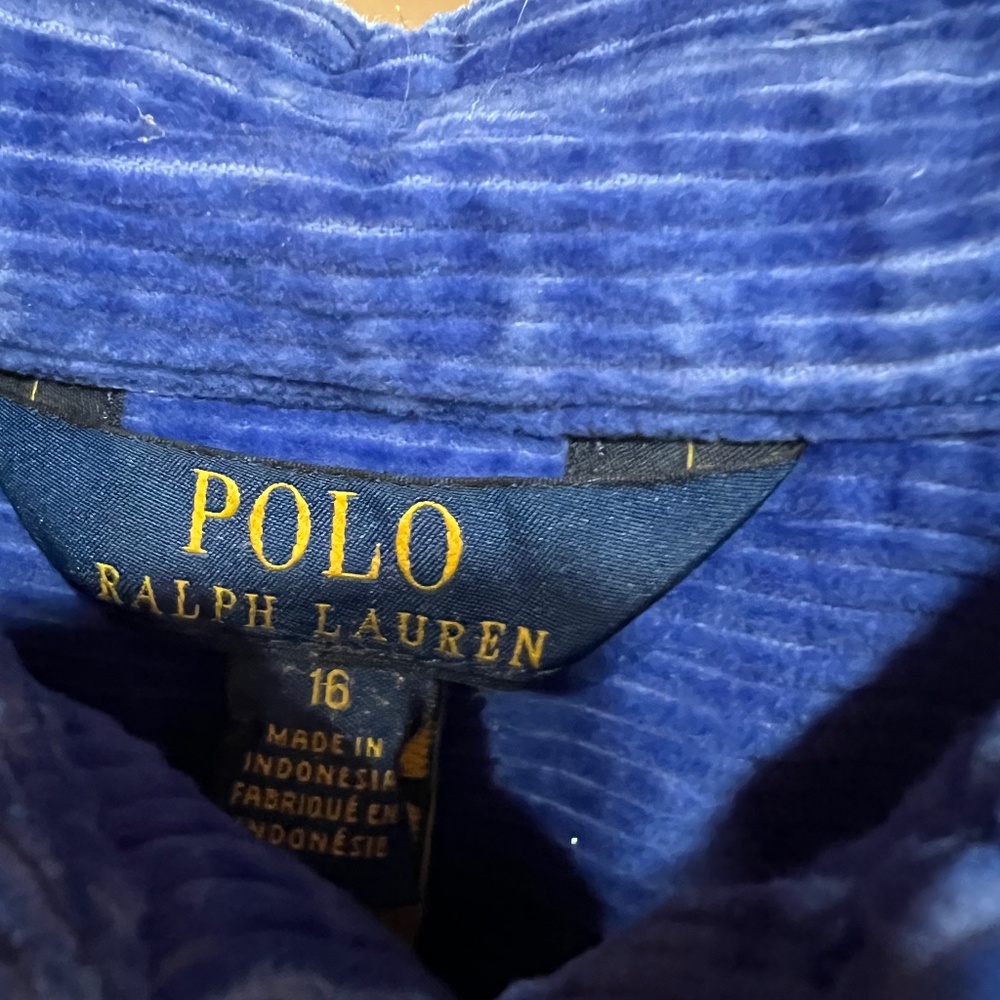 POLO
RALPH LAUREN
16
MADE IN
INDONESIA
FABRIQUÉ EN
INDONÉSIE